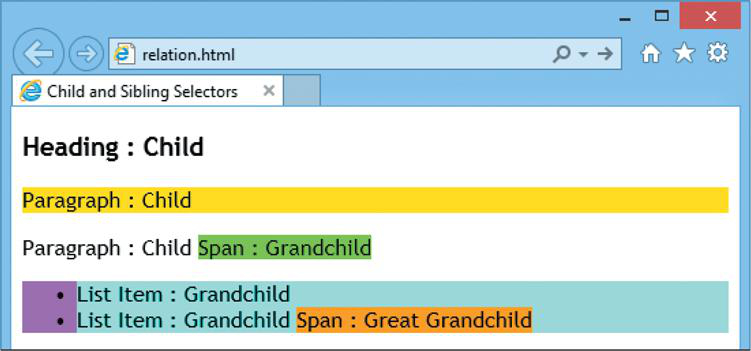 relation.html
Child and Sibling Selectors
Heading : Child
Paragraph : Child
Paragraph : Child Span : Grandchild
• List Item : Grandchild
• List Item : Grandchild Span : Great Grandchild